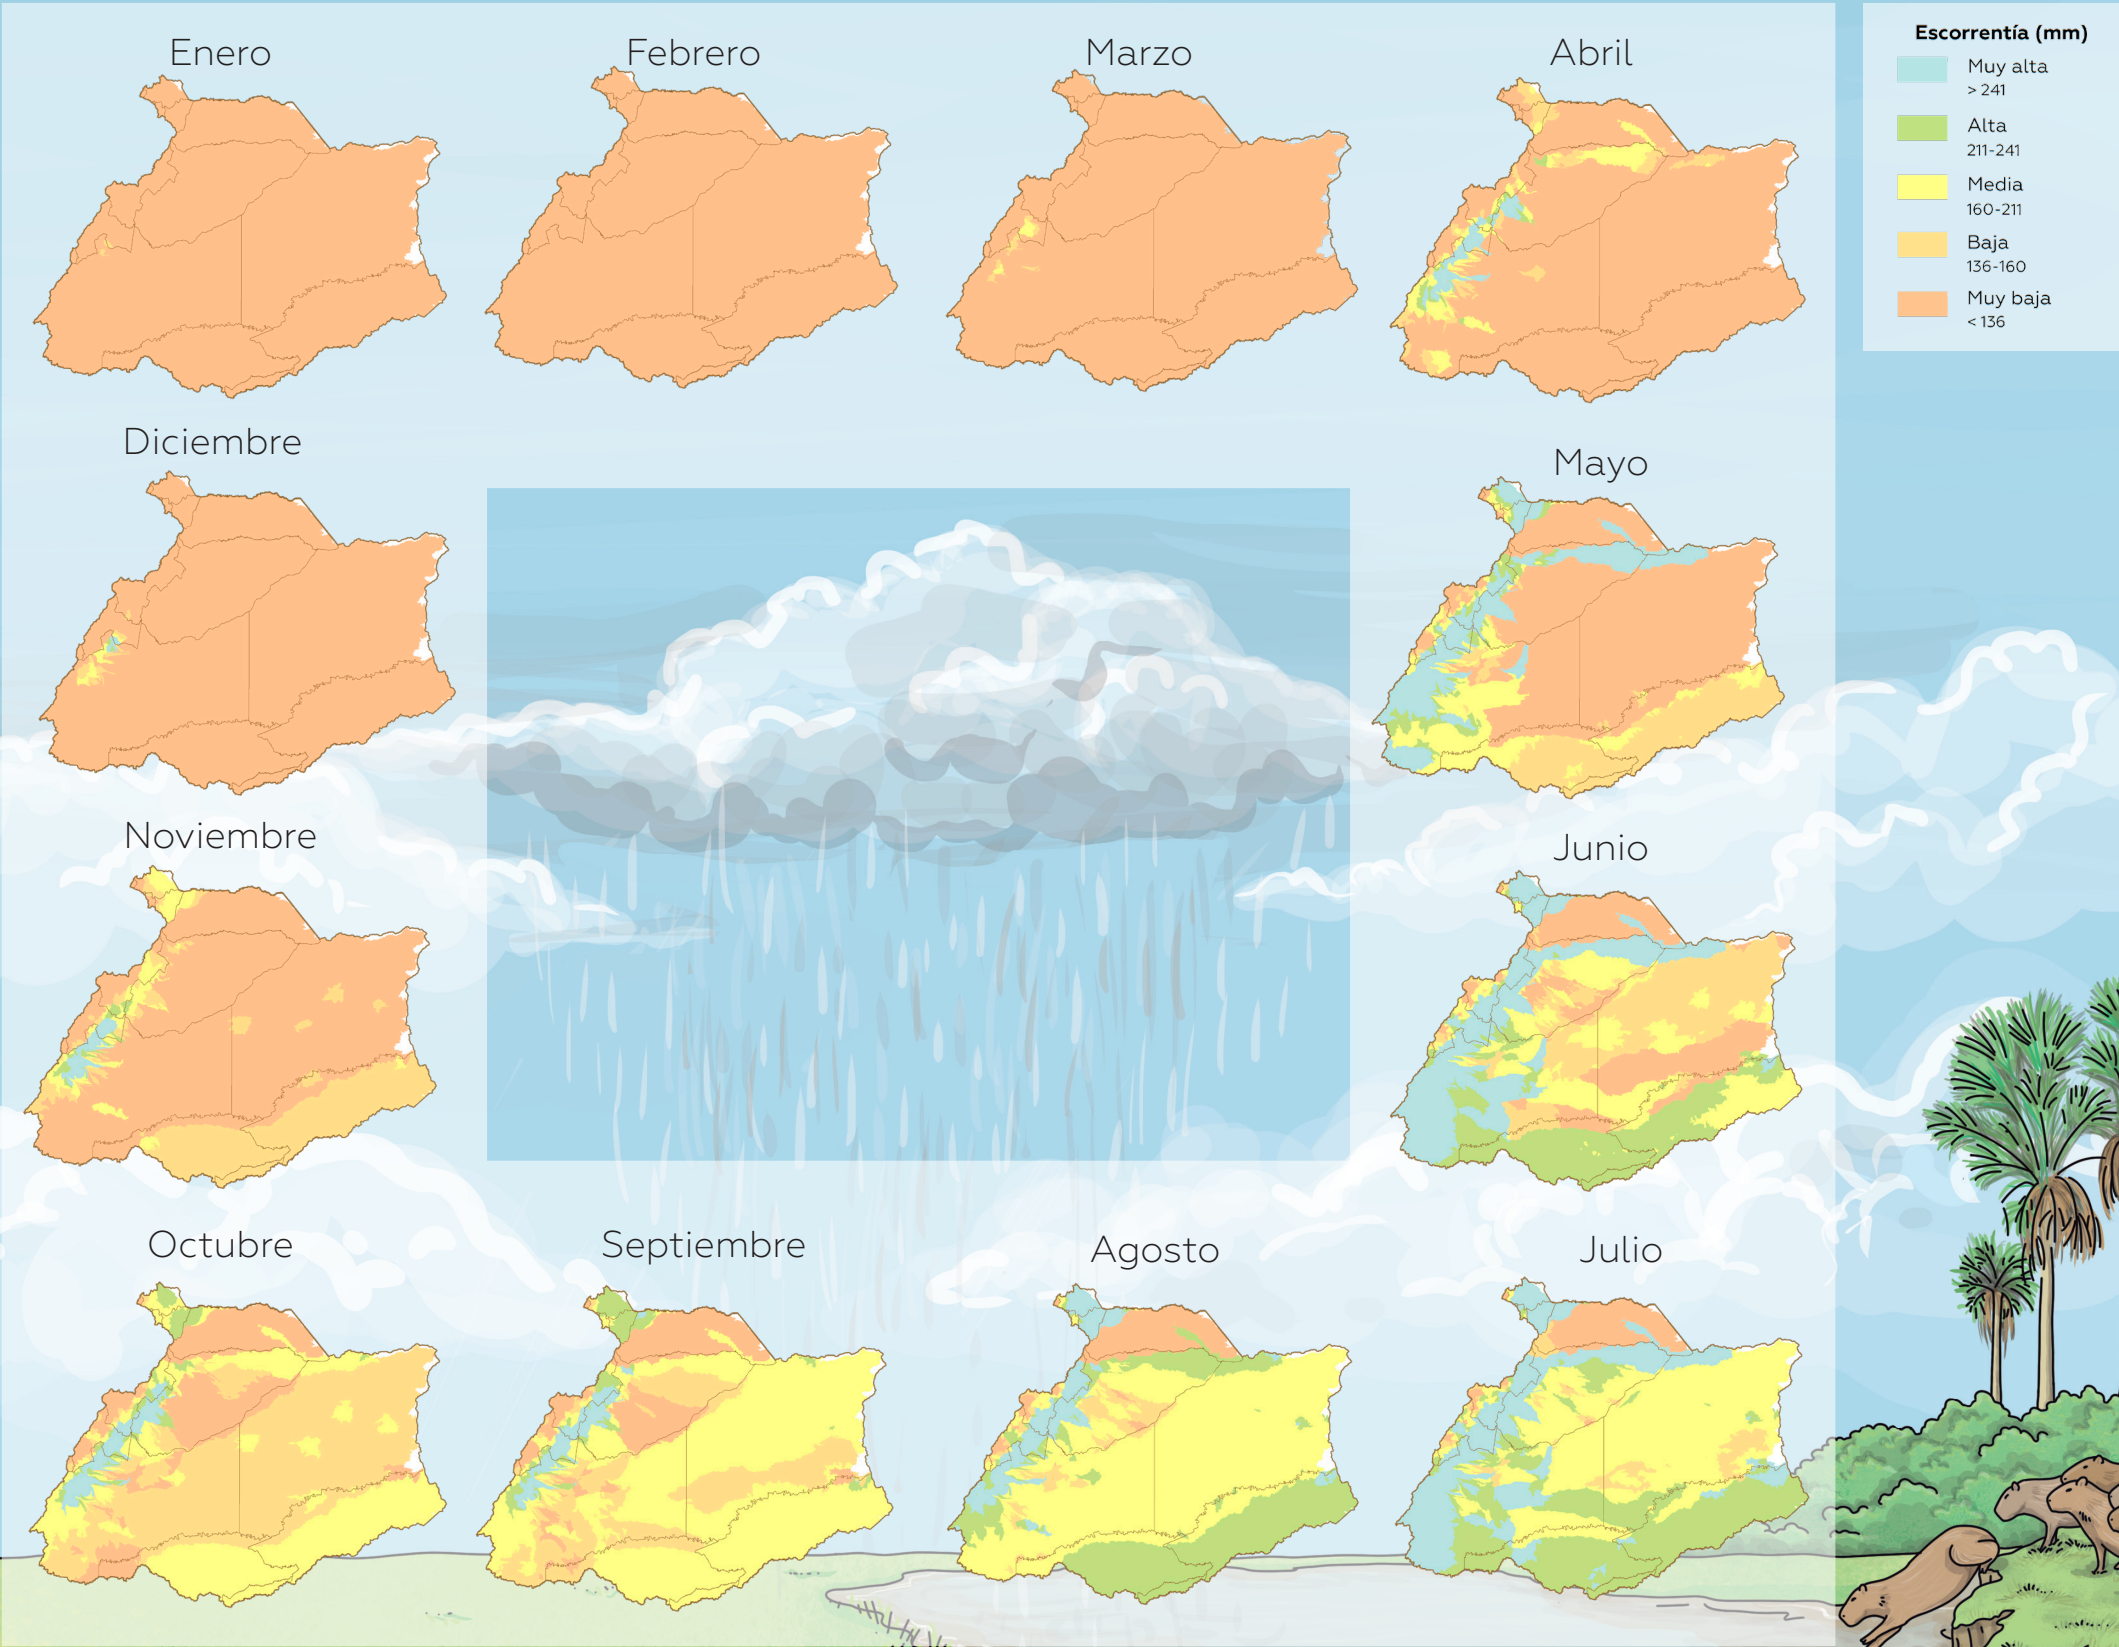 Enero
Febrero
Marzo
Abril
Escorrentía (mm)
Muy alta
> 241
Alta
211-241
Media
160-211
Baja
136-160
Muy baja
< 136
Diciembre
Mayo
Noviembre
Junio
Octubre
Septiembre
Agosto
Julio